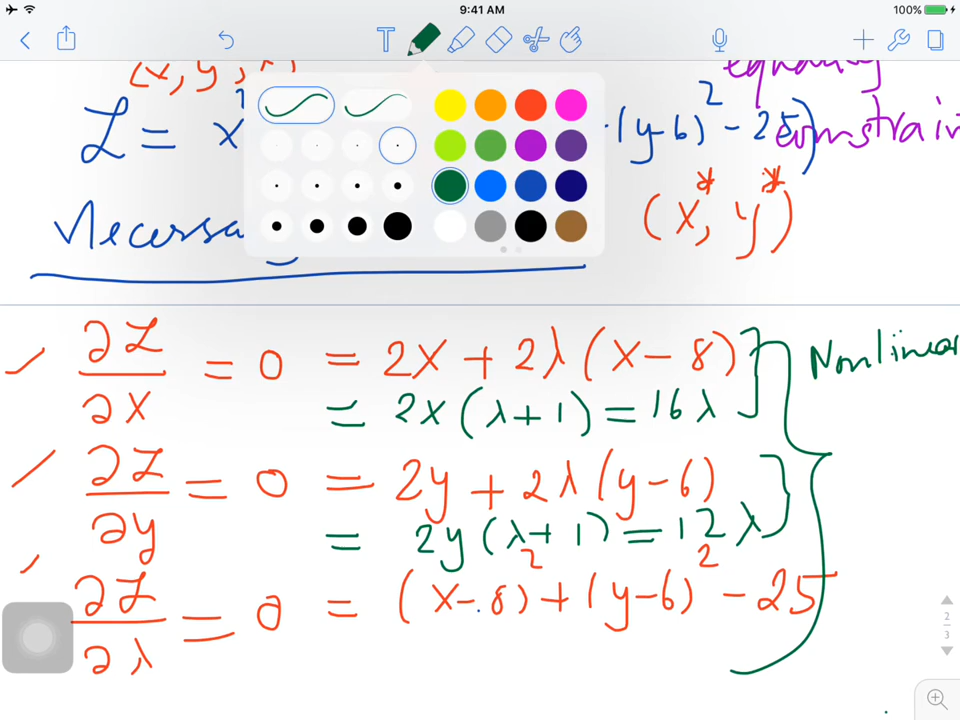 9:41 AM
100%
T
equality
ℒ = x (y-6)² - 25) constrain
(x*, y*)
Necessa
∂ℒ/∂x = 0 = 2x + 2λ(x-8) Nonlinear
= 2x(λ+1) = 16λ
∂ℒ/∂y = 0 = 2y + 2λ(y-6)
= 2y(λ+1) = 12λ
∂ℒ/∂λ = 0 = (x-8)² + (y-6)² - 25
2
3